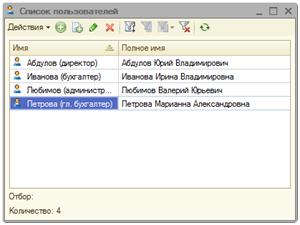 Список пользователей
Действия
Имя Полное имя
Абдулов (директор) Абдулов Юрий Владимирович
Иванова (бухгалтер) Иванова Ирина Владимировна
Любимов (администр... Любимов Валерий Юрьевич
Петрова (гл. бухгалтер) Петрова Марианна Александровна
Отбор:
Количество: 4